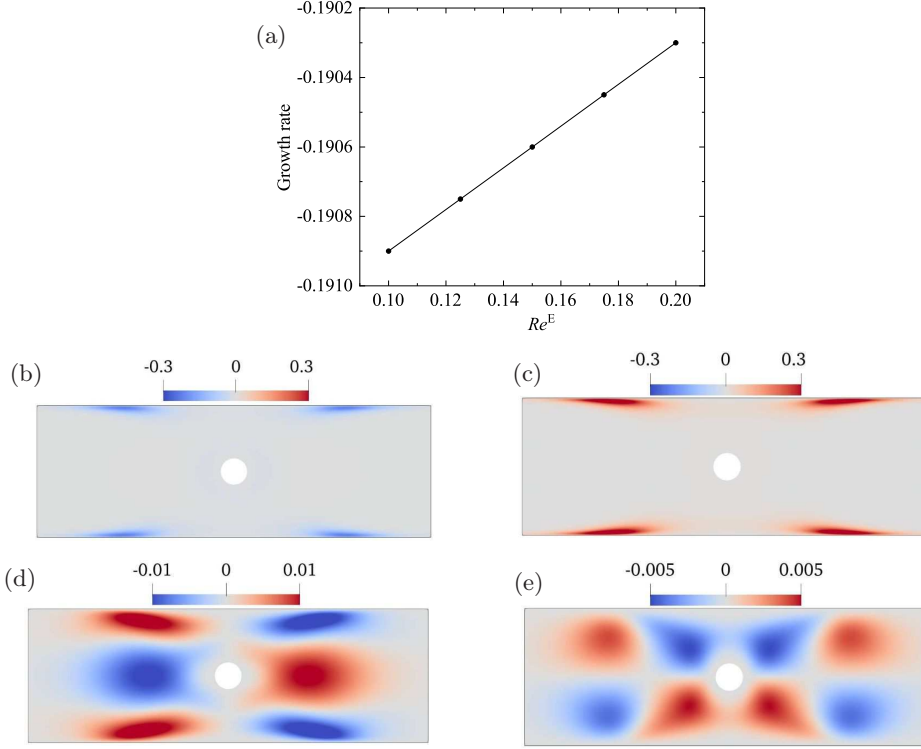 (a)
Growth rate
-0.1902
-0.1904
-0.1906
-0.1908
-0.1910
0.10 0.12 0.14 0.16 0.18 0.20
Re^E
(b)
-0.3 0 0.3
(c)
-0.3 0 0.3
(d)
-0.01 0 0.01
(e)
-0.005 0 0.005